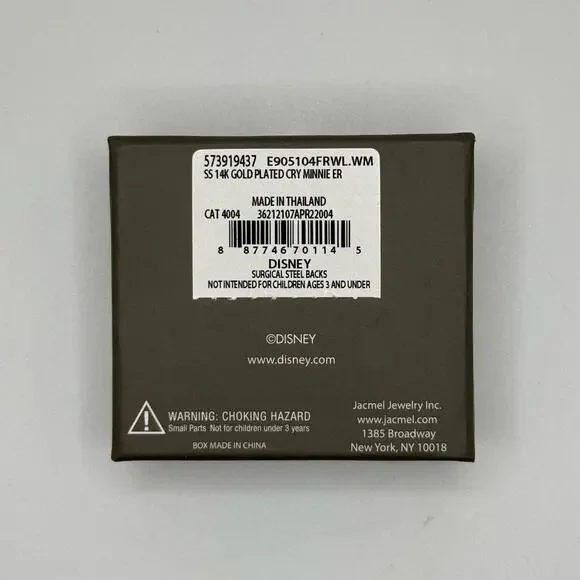 573919437 E905104FRWL.WM
SS 14K GOLD PLATED CRY MINNIE ER
MADE IN THAILAND
CAT 4004 36212107APR22004
8 87746 70114 5
DISNEY
SURGICAL STEEL BACKS
NOT INTENDED FOR CHILDREN AGES 3 AND UNDER
©DISNEY
www.disney.com
WARNING: CHOKING HAZARD
Small Parts Not for children under 3 years
BOX MADE IN CHINA
Jacmel Jewelry Inc.
www.jacmel.com
1385 Broadway
New York, NY 10018